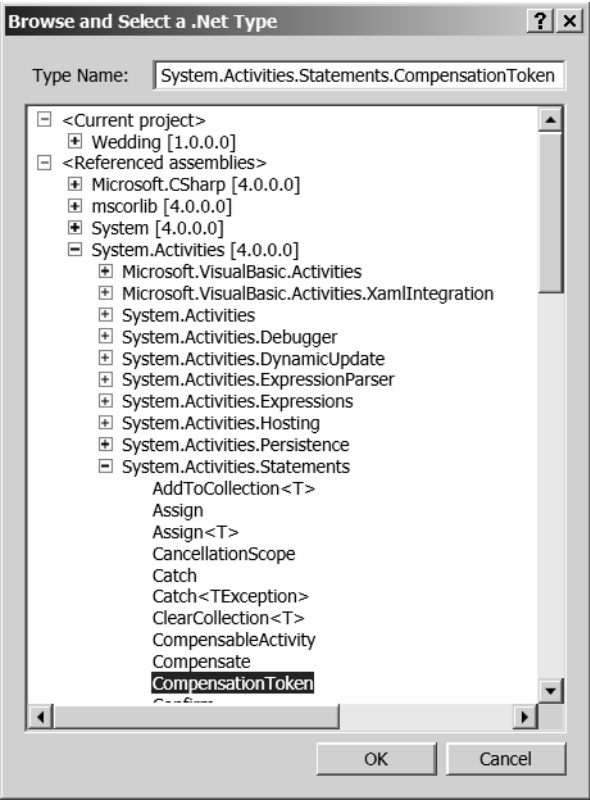 Browse and Select a .Net Type
Type Name: System.Activities.Statements.CompensationToken
<Current project>
Wedding [1.0.0.0]
<Referenced assemblies>
Microsoft.CSharp [4.0.0.0]
mscorlib [4.0.0.0]
System [4.0.0.0]
System.Activities [4.0.0.0]
Microsoft.VisualBasic.Activities
Microsoft.VisualBasic.Activities.XamlIntegration
System.Activities
System.Activities.Debugger
System.Activities.DynamicUpdate
System.Activities.ExpressionParser
System.Activities.Expressions
System.Activities.Hosting
System.Activities.Persistence
System.Activities.Statements
AddToCollection<T>
Assign
Assign<T>
CancellationScope
Catch
Catch<TException>
ClearCollection<T>
CompensableActivity
Compensate
CompensationToken
OK Cancel